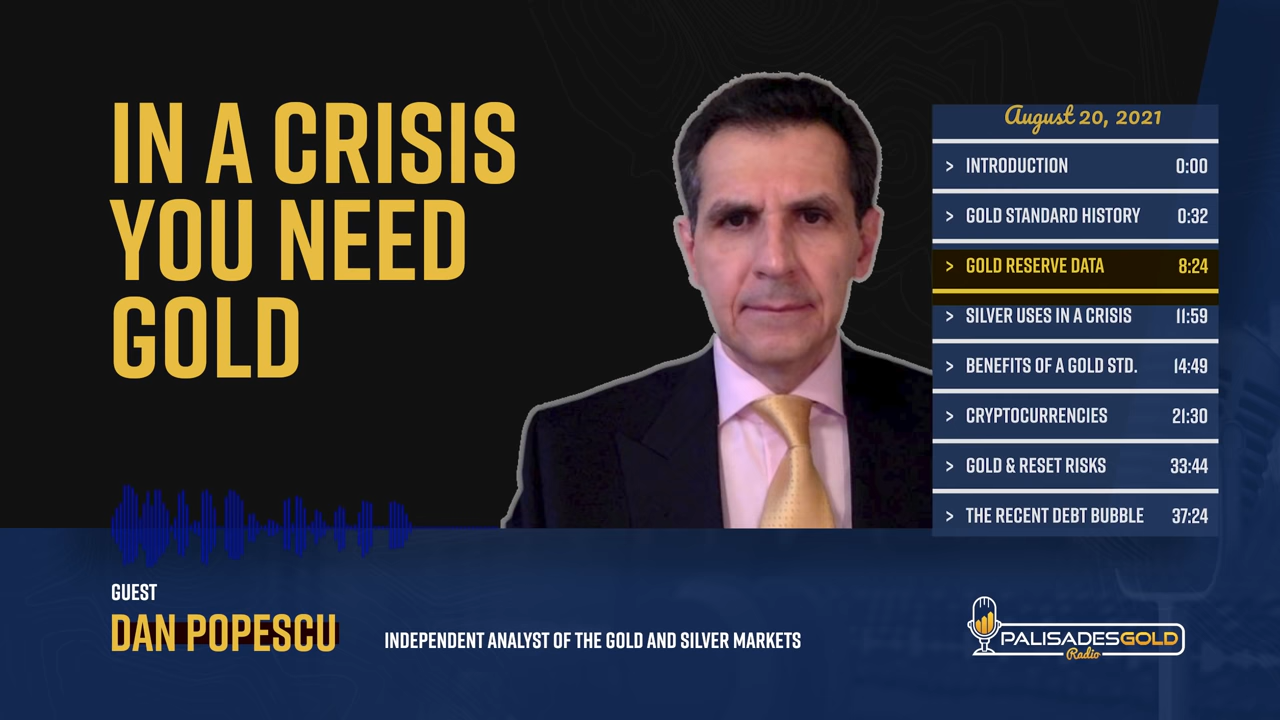 IN A CRISIS
YOU NEED
GOLD
August 20, 2021
> INTRODUCTION 0:00
> GOLD STANDARD HISTORY 0:32
> GOLD RESERVE DATA 8:24
> SILVER USES IN A CRISIS 11:59
> BENEFITS OF A GOLD STD. 14:49
> CRYPTOCURRENCIES 21:30
> GOLD & RESET RISKS 33:44
> THE RECENT DEBT BUBBLE 37:24
GUEST
DAN POPESCU
INDEPENDENT ANALYST OF THE GOLD AND SILVER MARKETS
PALISADESGOLD
Radio